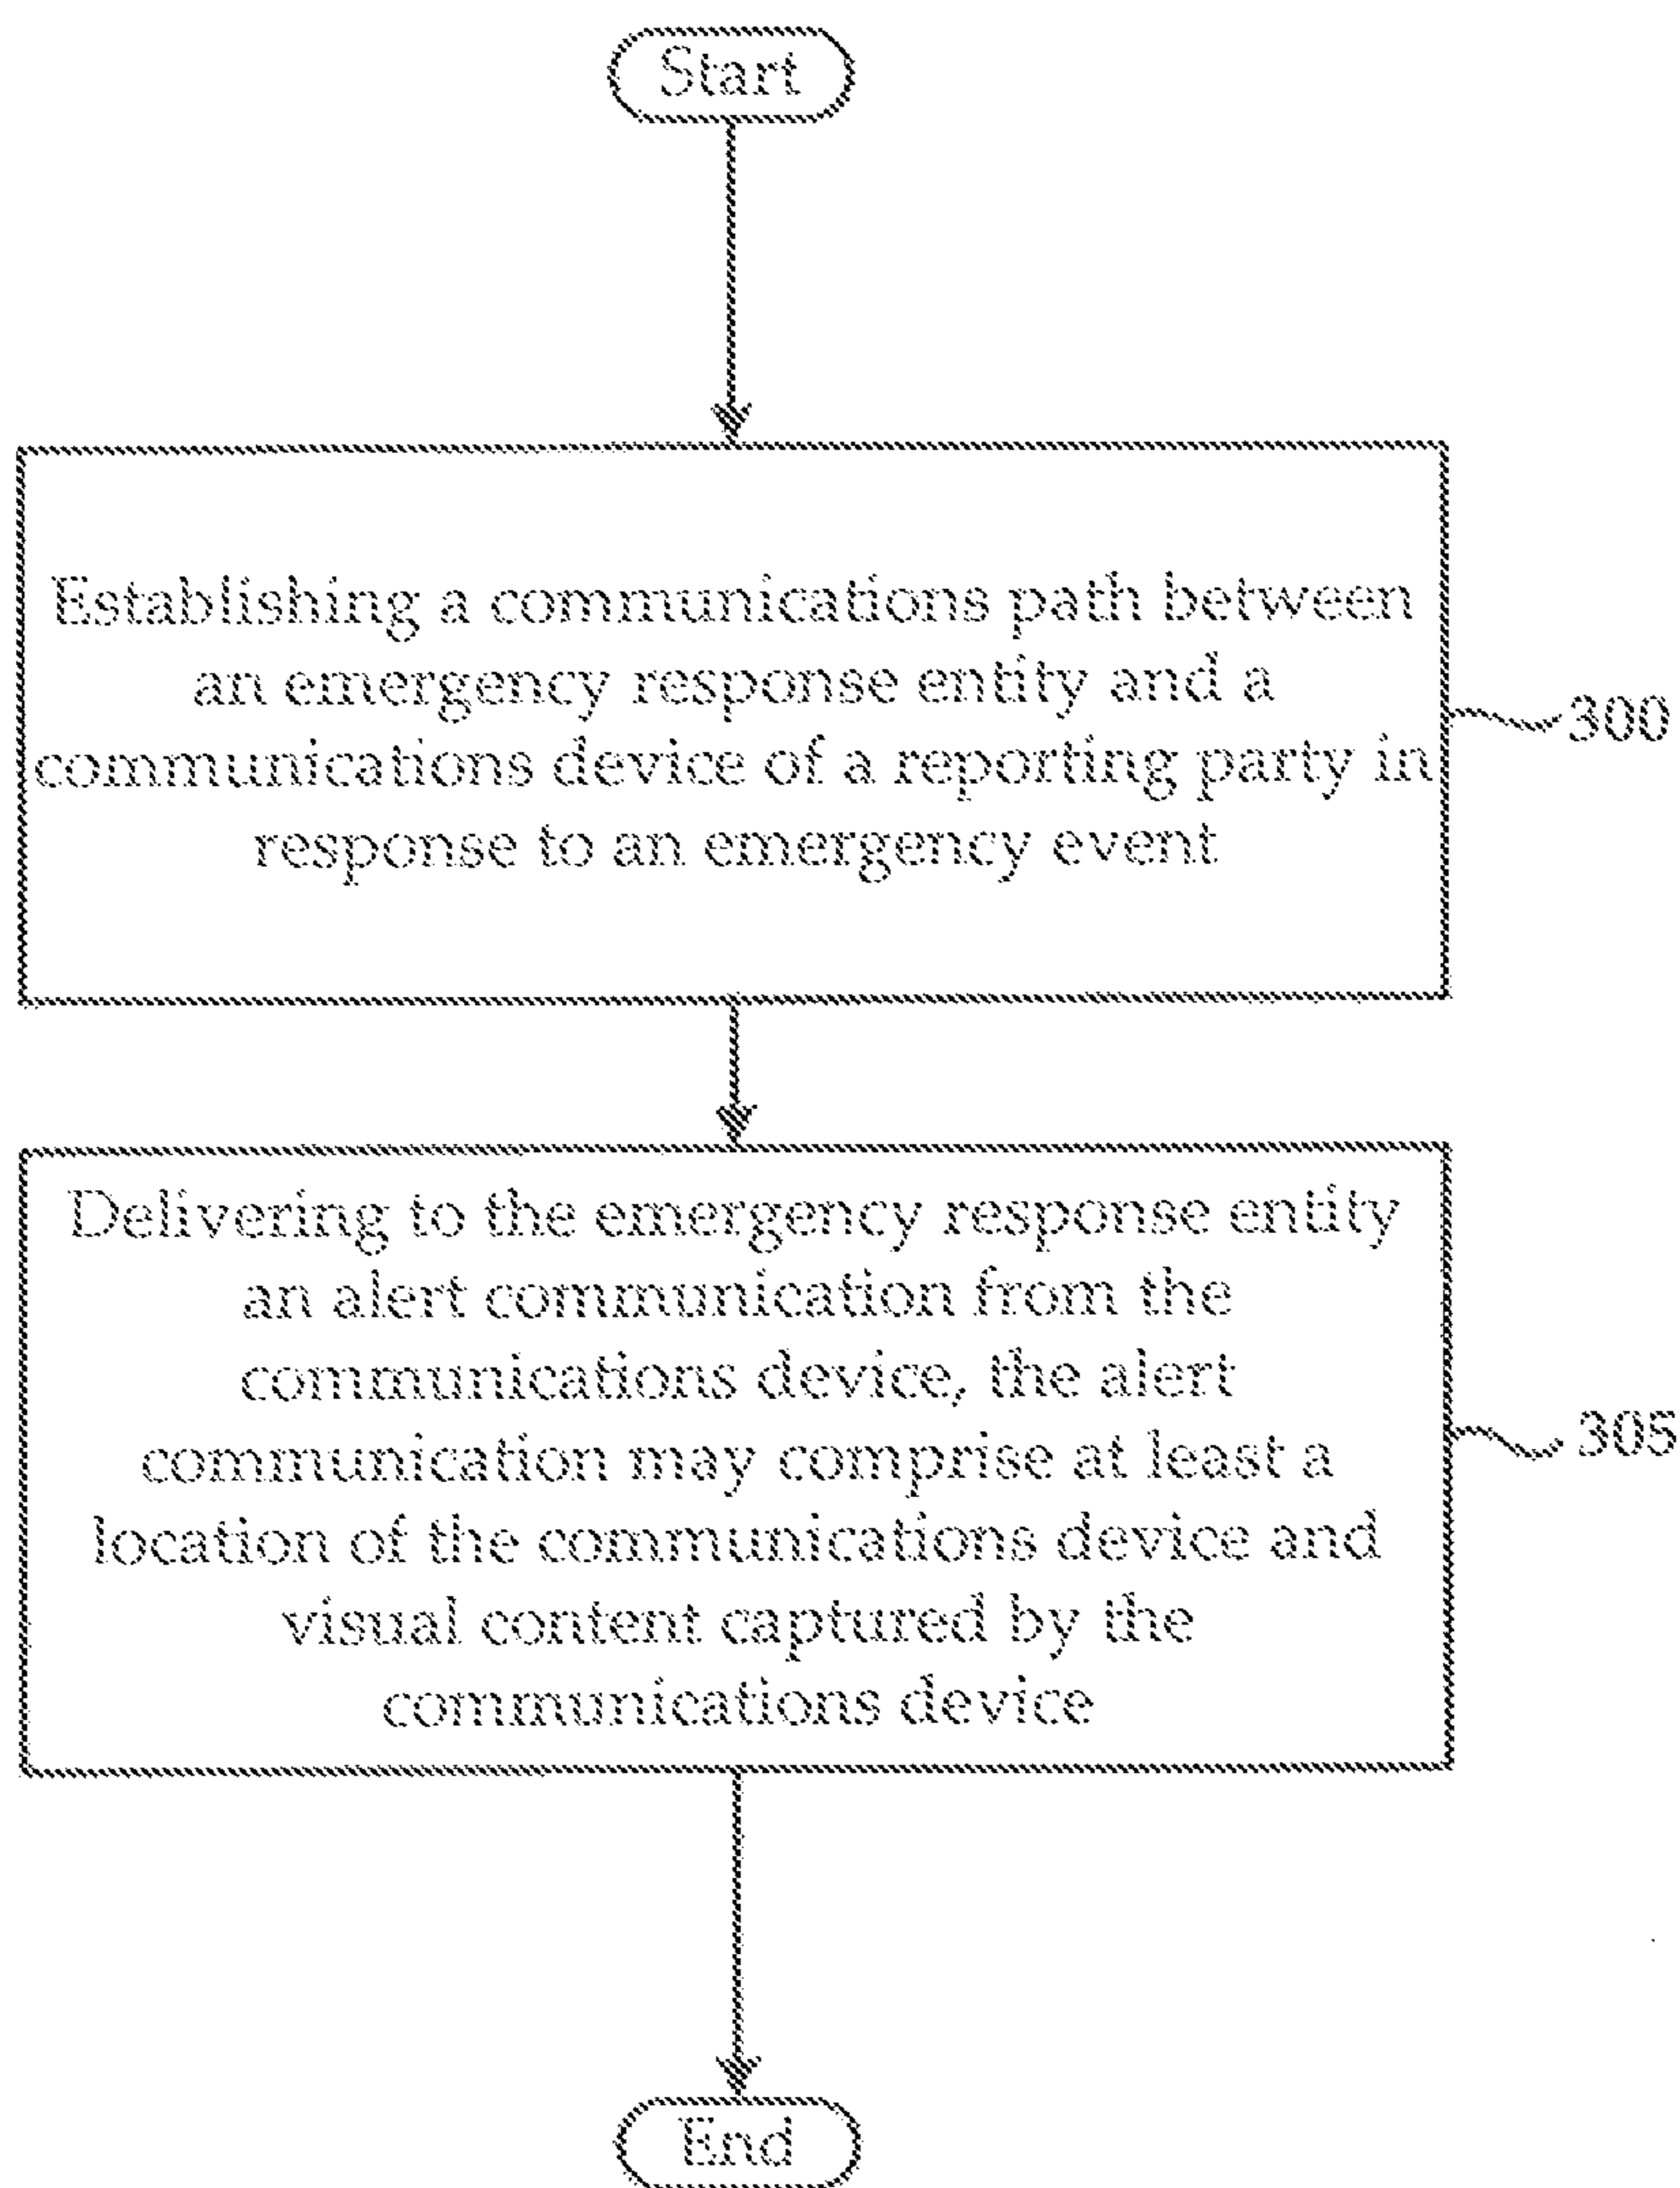 Start
Establishing a communications path between
an emergency response entity and a
communications device of a reporting party in
response to an emergency event
300
Delivering to the emergency response entity
an alert communication from the
communications device, the alert
communication may comprise at least a
location of the communications device and
visual content captured by the
communications device
305
End